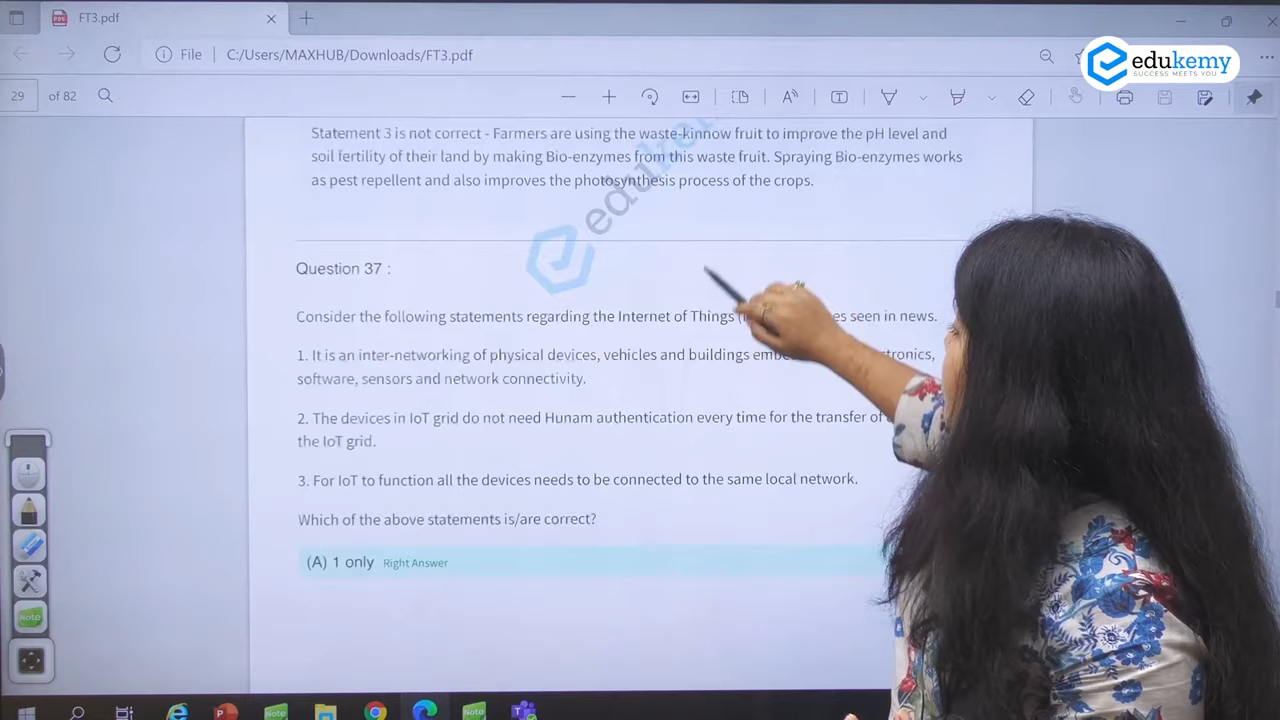 FT3.pdf
File
C:/Users/MAXHUB/Downloads/FT3.pdf
edukemy
SUCCESS MEETS YOU
29
of 82
Statement 3 is not correct - Farmers are using the waste-kinnow fruit to improve the pH level and
soil fertility of their land by making Bio-enzymes from this waste fruit. Spraying Bio-enzymes works
as pest repellent and also improves the photosynthesis process of the crops.
edukemy
Question 37 :
Consider the following statements regarding the Internet of Things seen in news.
1. It is an inter-networking of physical devices, vehicles and buildings
software, sensors and network connectivity.
2. The devices in IoT grid do not need Hunam authentication every time for the transfer of
the IoT grid.
3. For IoT to function all the devices needs to be connected to the same local network.
Which of the above statements is/are correct?
(A) 1 only Right Answer
Note